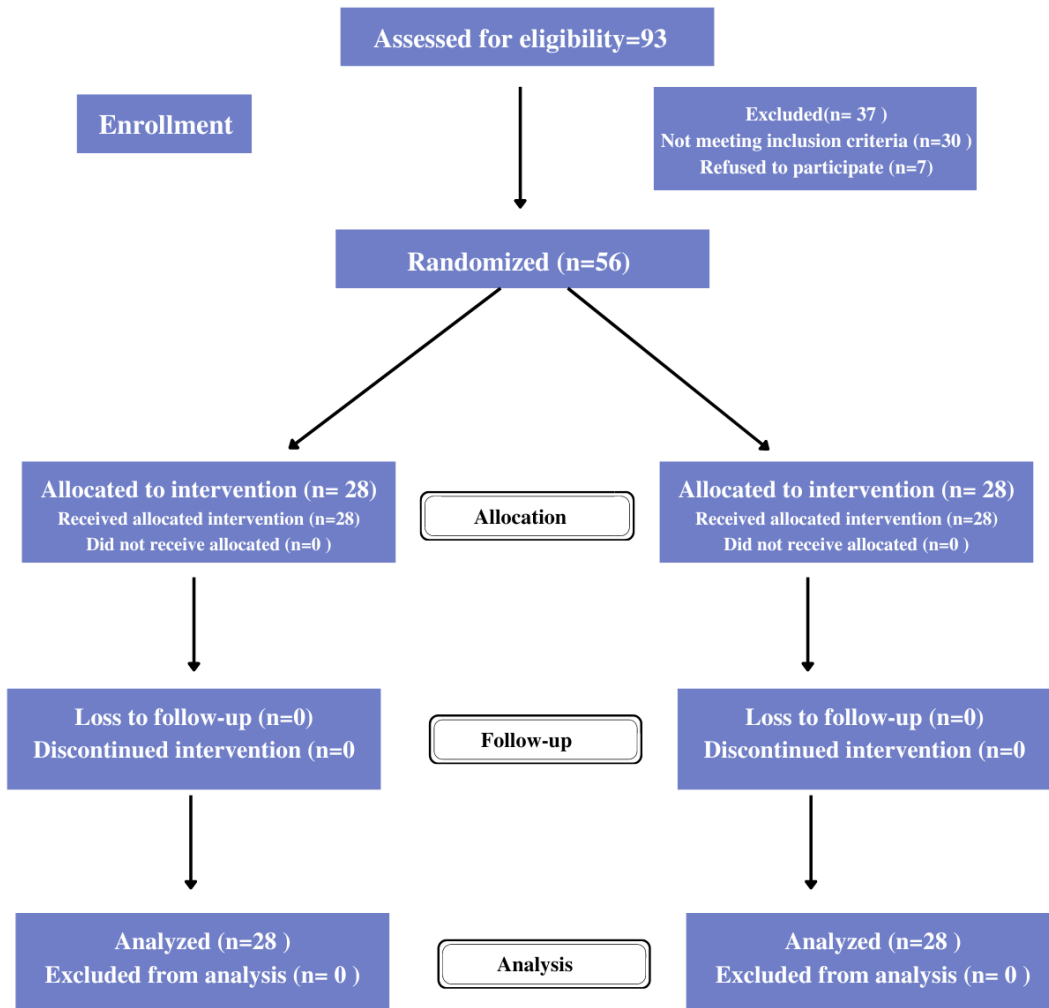 Assessed for eligibility=93
Enrollment
Excluded(n= 37 )
Not meeting inclusion criteria (n=30 )
Refused to participate (n=7)
Randomized (n=56)
Allocated to intervention (n= 28)
Received allocated intervention (n=28)
Did not receive allocated (n=0 )
Allocation
Allocated to intervention (n= 28)
Received allocated intervention (n=28)
Did not receive allocated (n=0 )
Loss to follow-up (n=0)
Discontinued intervention (n=0
Follow-up
Loss to follow-up (n=0)
Discontinued intervention (n=0
Analyzed (n=28 )
Excluded from analysis (n= 0 )
Analysis
Analyzed (n=28 )
Excluded from analysis (n= 0 )